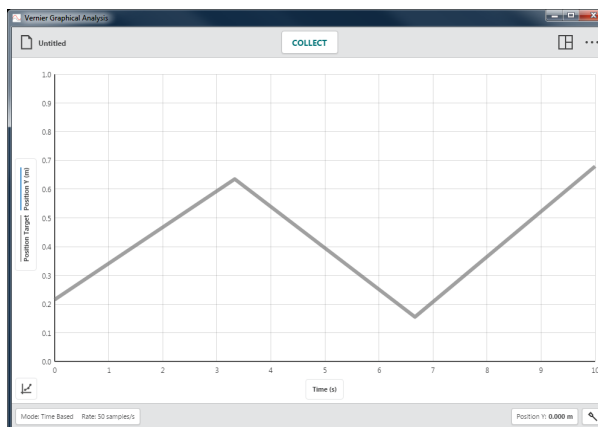 Vernier Graphical Analysis
Untitled
COLLECT
1.0
0.9
0.8
0.7
0.6
0.5
0.4
0.3
0.2
0.1
0.0
Position Target Position Y (m)
0 1 2 3 4 5 6 7 8 9 10
Time (s)
Mode: Time Based Rate: 50 samples/s
Position Y: 0.000 m